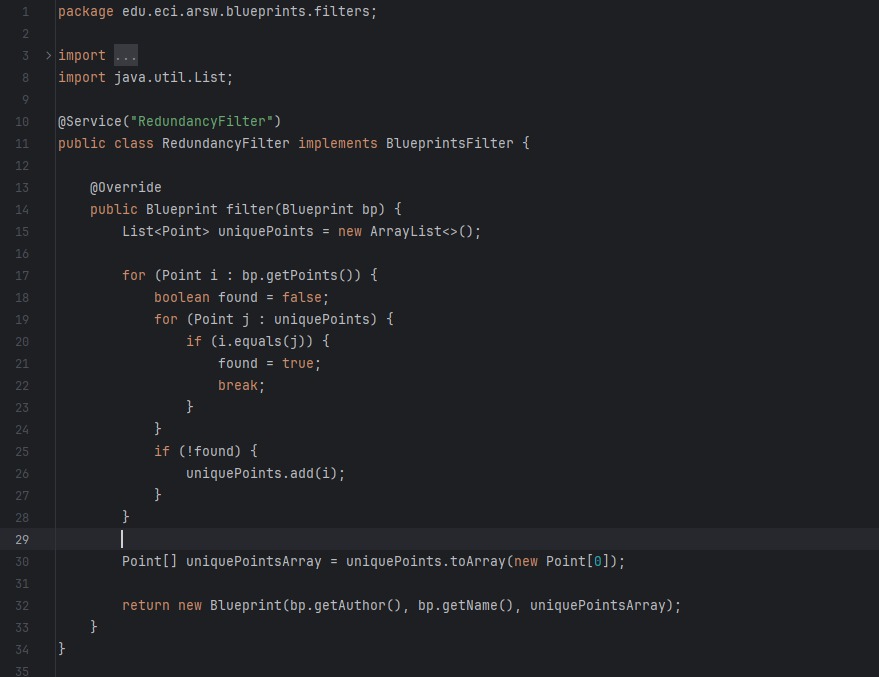 1 package edu.eci.arsw.blueprints.filters;
2
3 import ...
8 import java.util.List;
9
10 @Service("RedundancyFilter")
11 public class RedundancyFilter implements BlueprintsFilter {
12
13     @Override
14     public Blueprint filter(Blueprint bp) {
15         List<Point> uniquePoints = new ArrayList<>();
16
17         for (Point i : bp.getPoints()) {
18             boolean found = false;
19             for (Point j : uniquePoints) {
20                 if (i.equals(j)) {
21                     found = true;
22                     break;
23                 }
24             }
25             if (!found) {
26                 uniquePoints.add(i);
27             }
28         }
29
30         Point[] uniquePointsArray = uniquePoints.toArray(new Point[0]);
31
32         return new Blueprint(bp.getAuthor(), bp.getName(), uniquePointsArray);
33     }
34 }
35